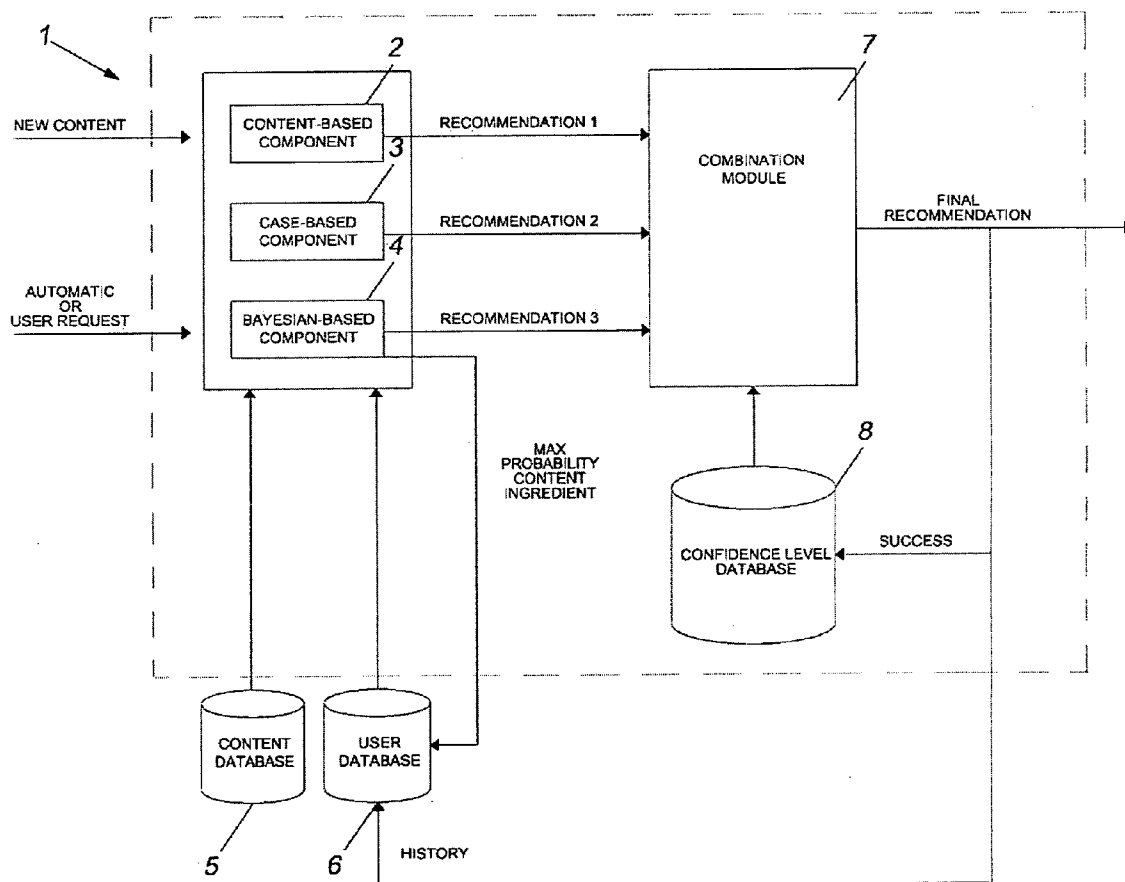 1
2
7
NEW CONTENT
CONTENT-BASED
COMPONENT
RECOMMENDATION 1
3
COMBINATION
MODULE
CASE-BASED
COMPONENT
RECOMMENDATION 2
FINAL
RECOMMENDATION
4
AUTOMATIC
OR
USER REQUEST
BAYESIAN-BASED
COMPONENT
RECOMMENDATION 3
MAX
PROBABILITY
CONTENT
INGREDIENT
8
CONFIDENCE LEVEL
DATABASE
SUCCESS
CONTENT
DATABASE
USER
DATABASE
5
6
HISTORY